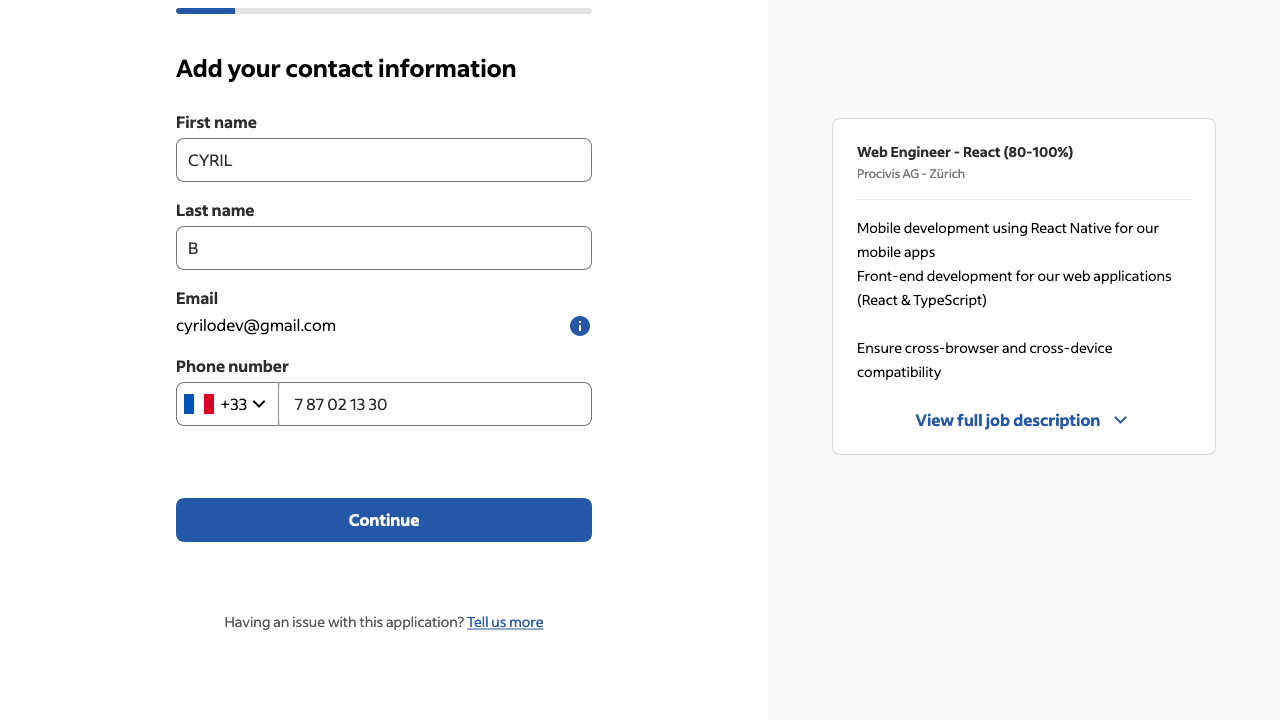 Add your contact information
First name
CYRIL
Last name
B
Email
cyrilodev@gmail.com
Phone number
+33
7 87 02 13 30
Continue
Having an issue with this application? Tell us more
Web Engineer - React (80-100%)
Procivis AG - Zürich
Mobile development using React Native for our
mobile apps
Front-end development for our web applications
(React & TypeScript)
Ensure cross-browser and cross-device
compatibility
View full job description